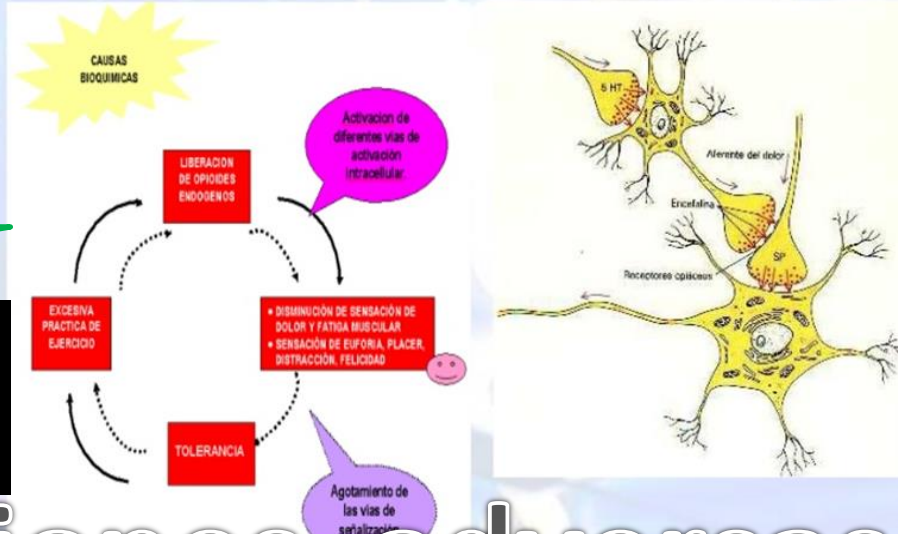 CAUSAS
BIOQUIMICAS
Activacion de
diferentes vias de
activación
intracellular.
LIBERACION
DE OPIOIDES
ENDOGENOS
EXCESIVA
PRACTICA DE
EJERCICIO
• DISMINUCIÓN DE SENSACIÓN DE
DOLOR Y FATIGA MUSCULAR
• SENSACIÓN DE EUFORIA, PLACER,
DISTRACCIÓN, FELICIDAD
TOLERANCIA
Agotamiento de
las vias de
señalización
5 HT
Aferente del dolor
Encefalina
SP
Receptores opiáceos